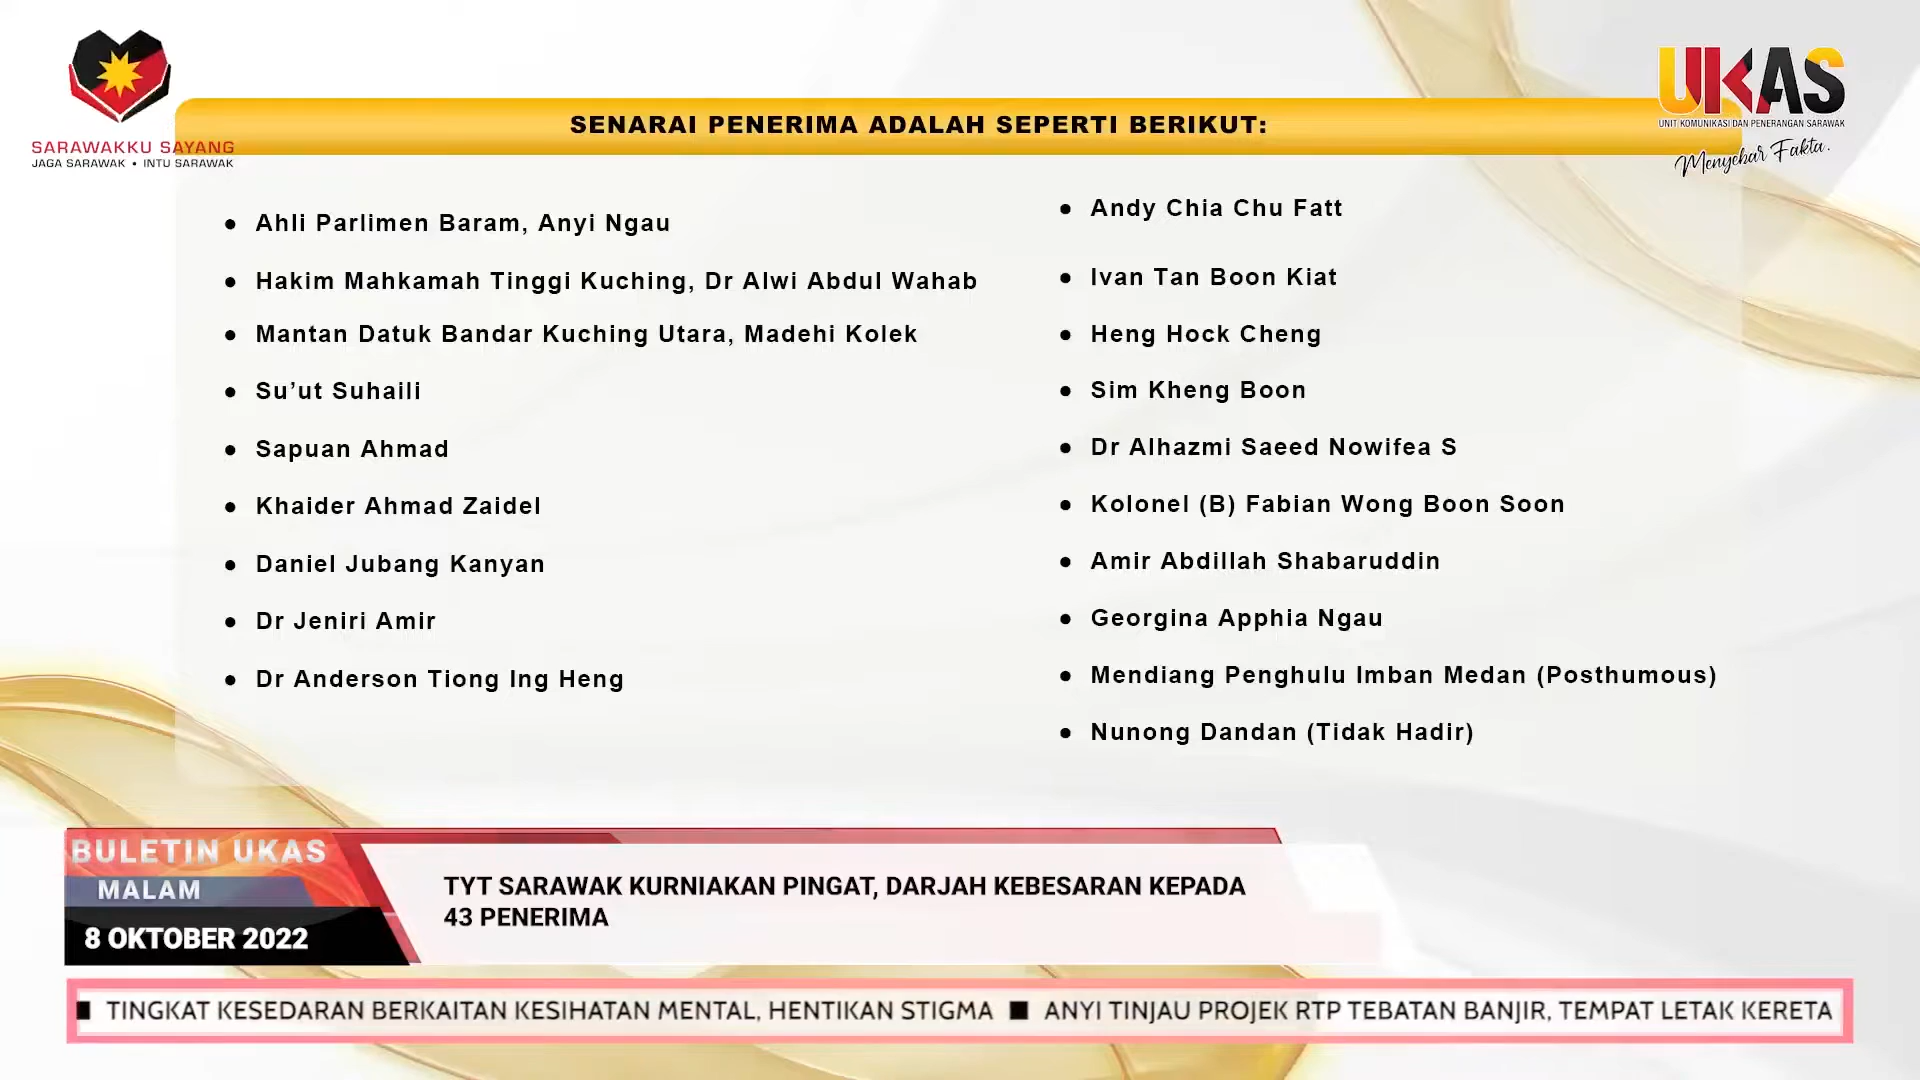 SARAWAKKU SAYANG
JAGA SARAWAK • INTU SARAWAK
UKAS
UNIT KOMUNIKASI DAN PENERANGAN SARAWAK
Menyebar Fakta.
SENARAI PENERIMA ADALAH SEPERTI BERIKUT:
• Ahli Parlimen Baram, Anyi Ngau
• Hakim Mahkamah Tinggi Kuching, Dr Alwi Abdul Wahab
• Mantan Datuk Bandar Kuching Utara, Madehi Kolek
• Su’ut Suhaili
• Sapuan Ahmad
• Khaider Ahmad Zaidel
• Daniel Jubang Kanyan
• Dr Jeniri Amir
• Dr Anderson Tiong Ing Heng
• Andy Chia Chu Fatt
• Ivan Tan Boon Kiat
• Heng Hock Cheng
• Sim Kheng Boon
• Dr Alhazmi Saeed Nowifea S
• Kolonel (B) Fabian Wong Boon Soon
• Amir Abdillah Shabaruddin
• Georgina Apphia Ngau
• Mendiang Penghulu Imban Medan (Posthumous)
• Nunong Dandan (Tidak Hadir)
BULETIN UKAS
MALAM
8 OKTOBER 2022
TYT SARAWAK KURNIAKAN PINGAT, DARJAH KEBESARAN KEPADA
43 PENERIMA
■ TINGKAT KESEDARAN BERKAITAN KESIHATAN MENTAL, HENTIKAN STIGMA ■ ANYI TINJAU PROJEK RTP TEBATAN BANJIR, TEMPAT LETAK KERETA